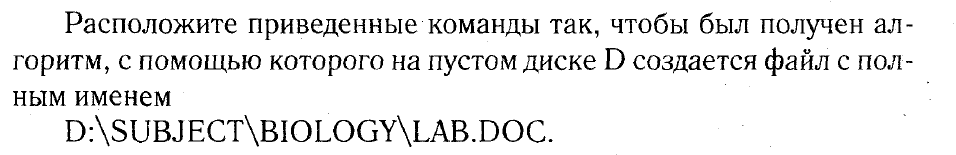 Расположите приведенные команды так, чтобы был получен ал-
горитм, с помощью которого на пустом диске D создается файл с пол-
ным именем
D:\SUBJECT\BIOLOGY\LAB.DOC.